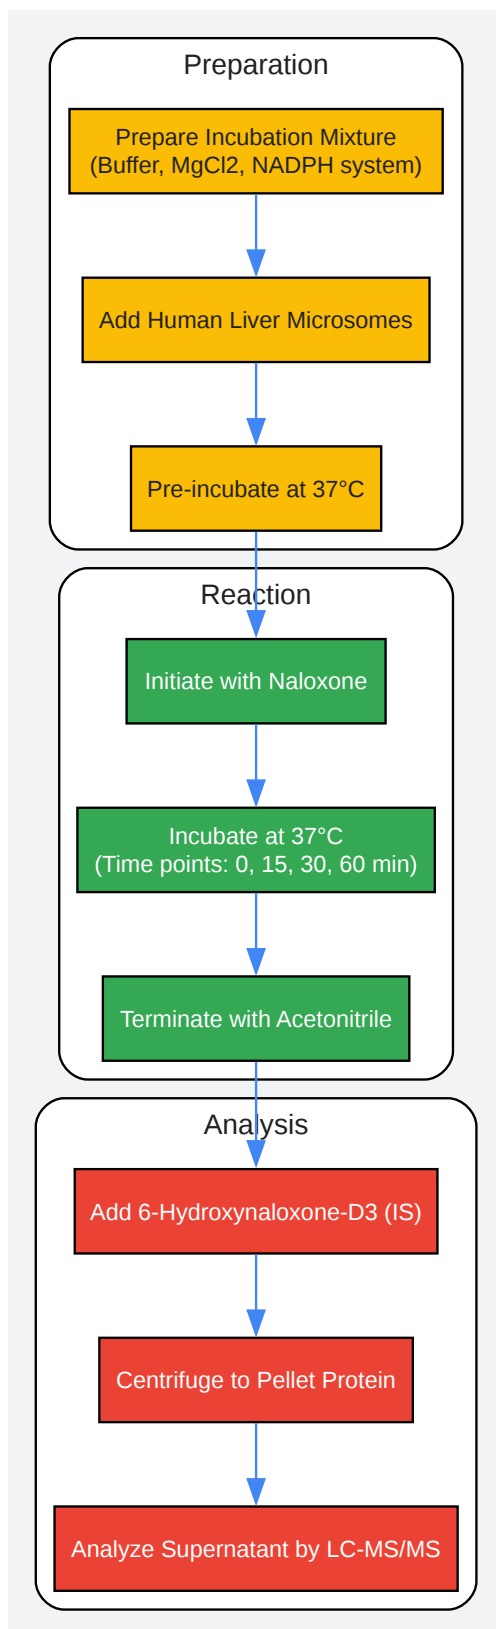 Preparation
Prepare Incubation Mixture
(Buffer, MgCl2, NADPH system)
Add Human Liver Microsomes
Pre-incubate at 37°C
Reaction
Initiate with Naloxone
Incubate at 37°C
(Time points: 0, 15, 30, 60 min)
Terminate with Acetonitrile
Analysis
Add 6-Hydroxynaloxone-D3 (IS)
Centrifuge to Pellet Protein
Analyze Supernatant by LC-MS/MS